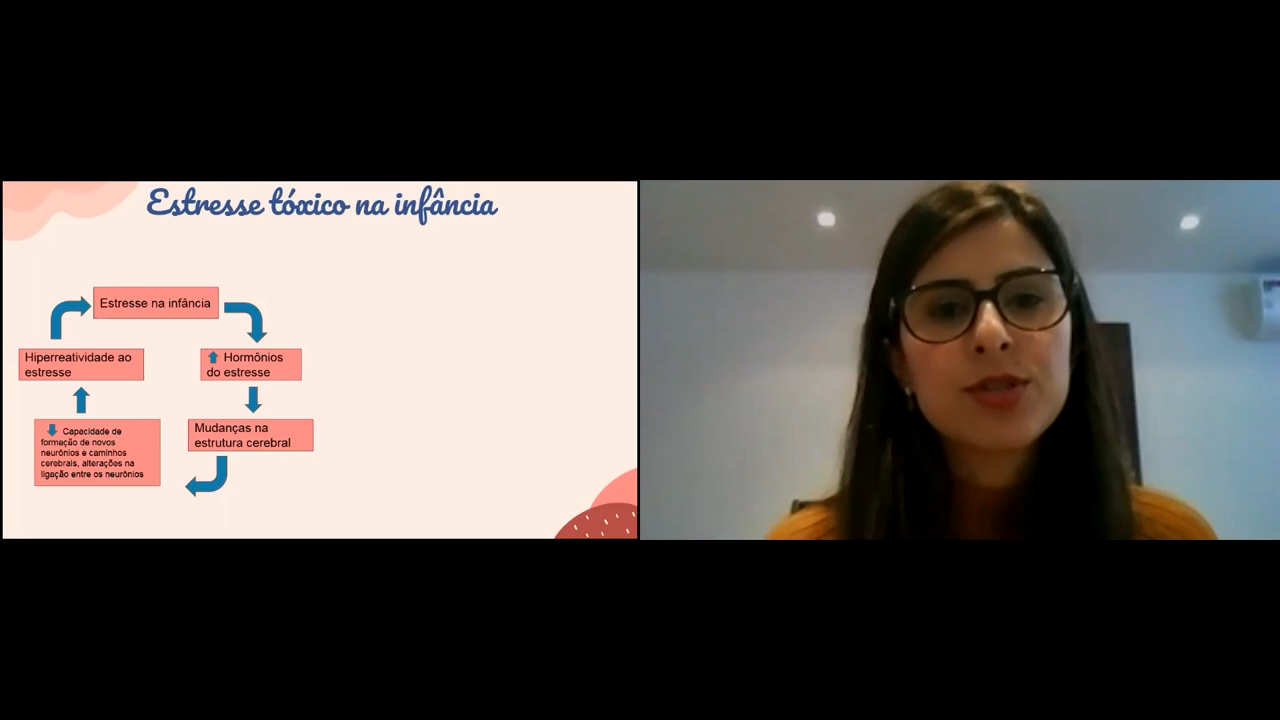 Estresse tóxico na infância
Estresse na infância
Hormônios
do estresse
Mudanças na
estrutura cerebral
Capacidade de
formação de novos
neurônios e caminhos
cerebrais, alterações na
ligação entre os neurônios
Hiperreatividade ao
estresse